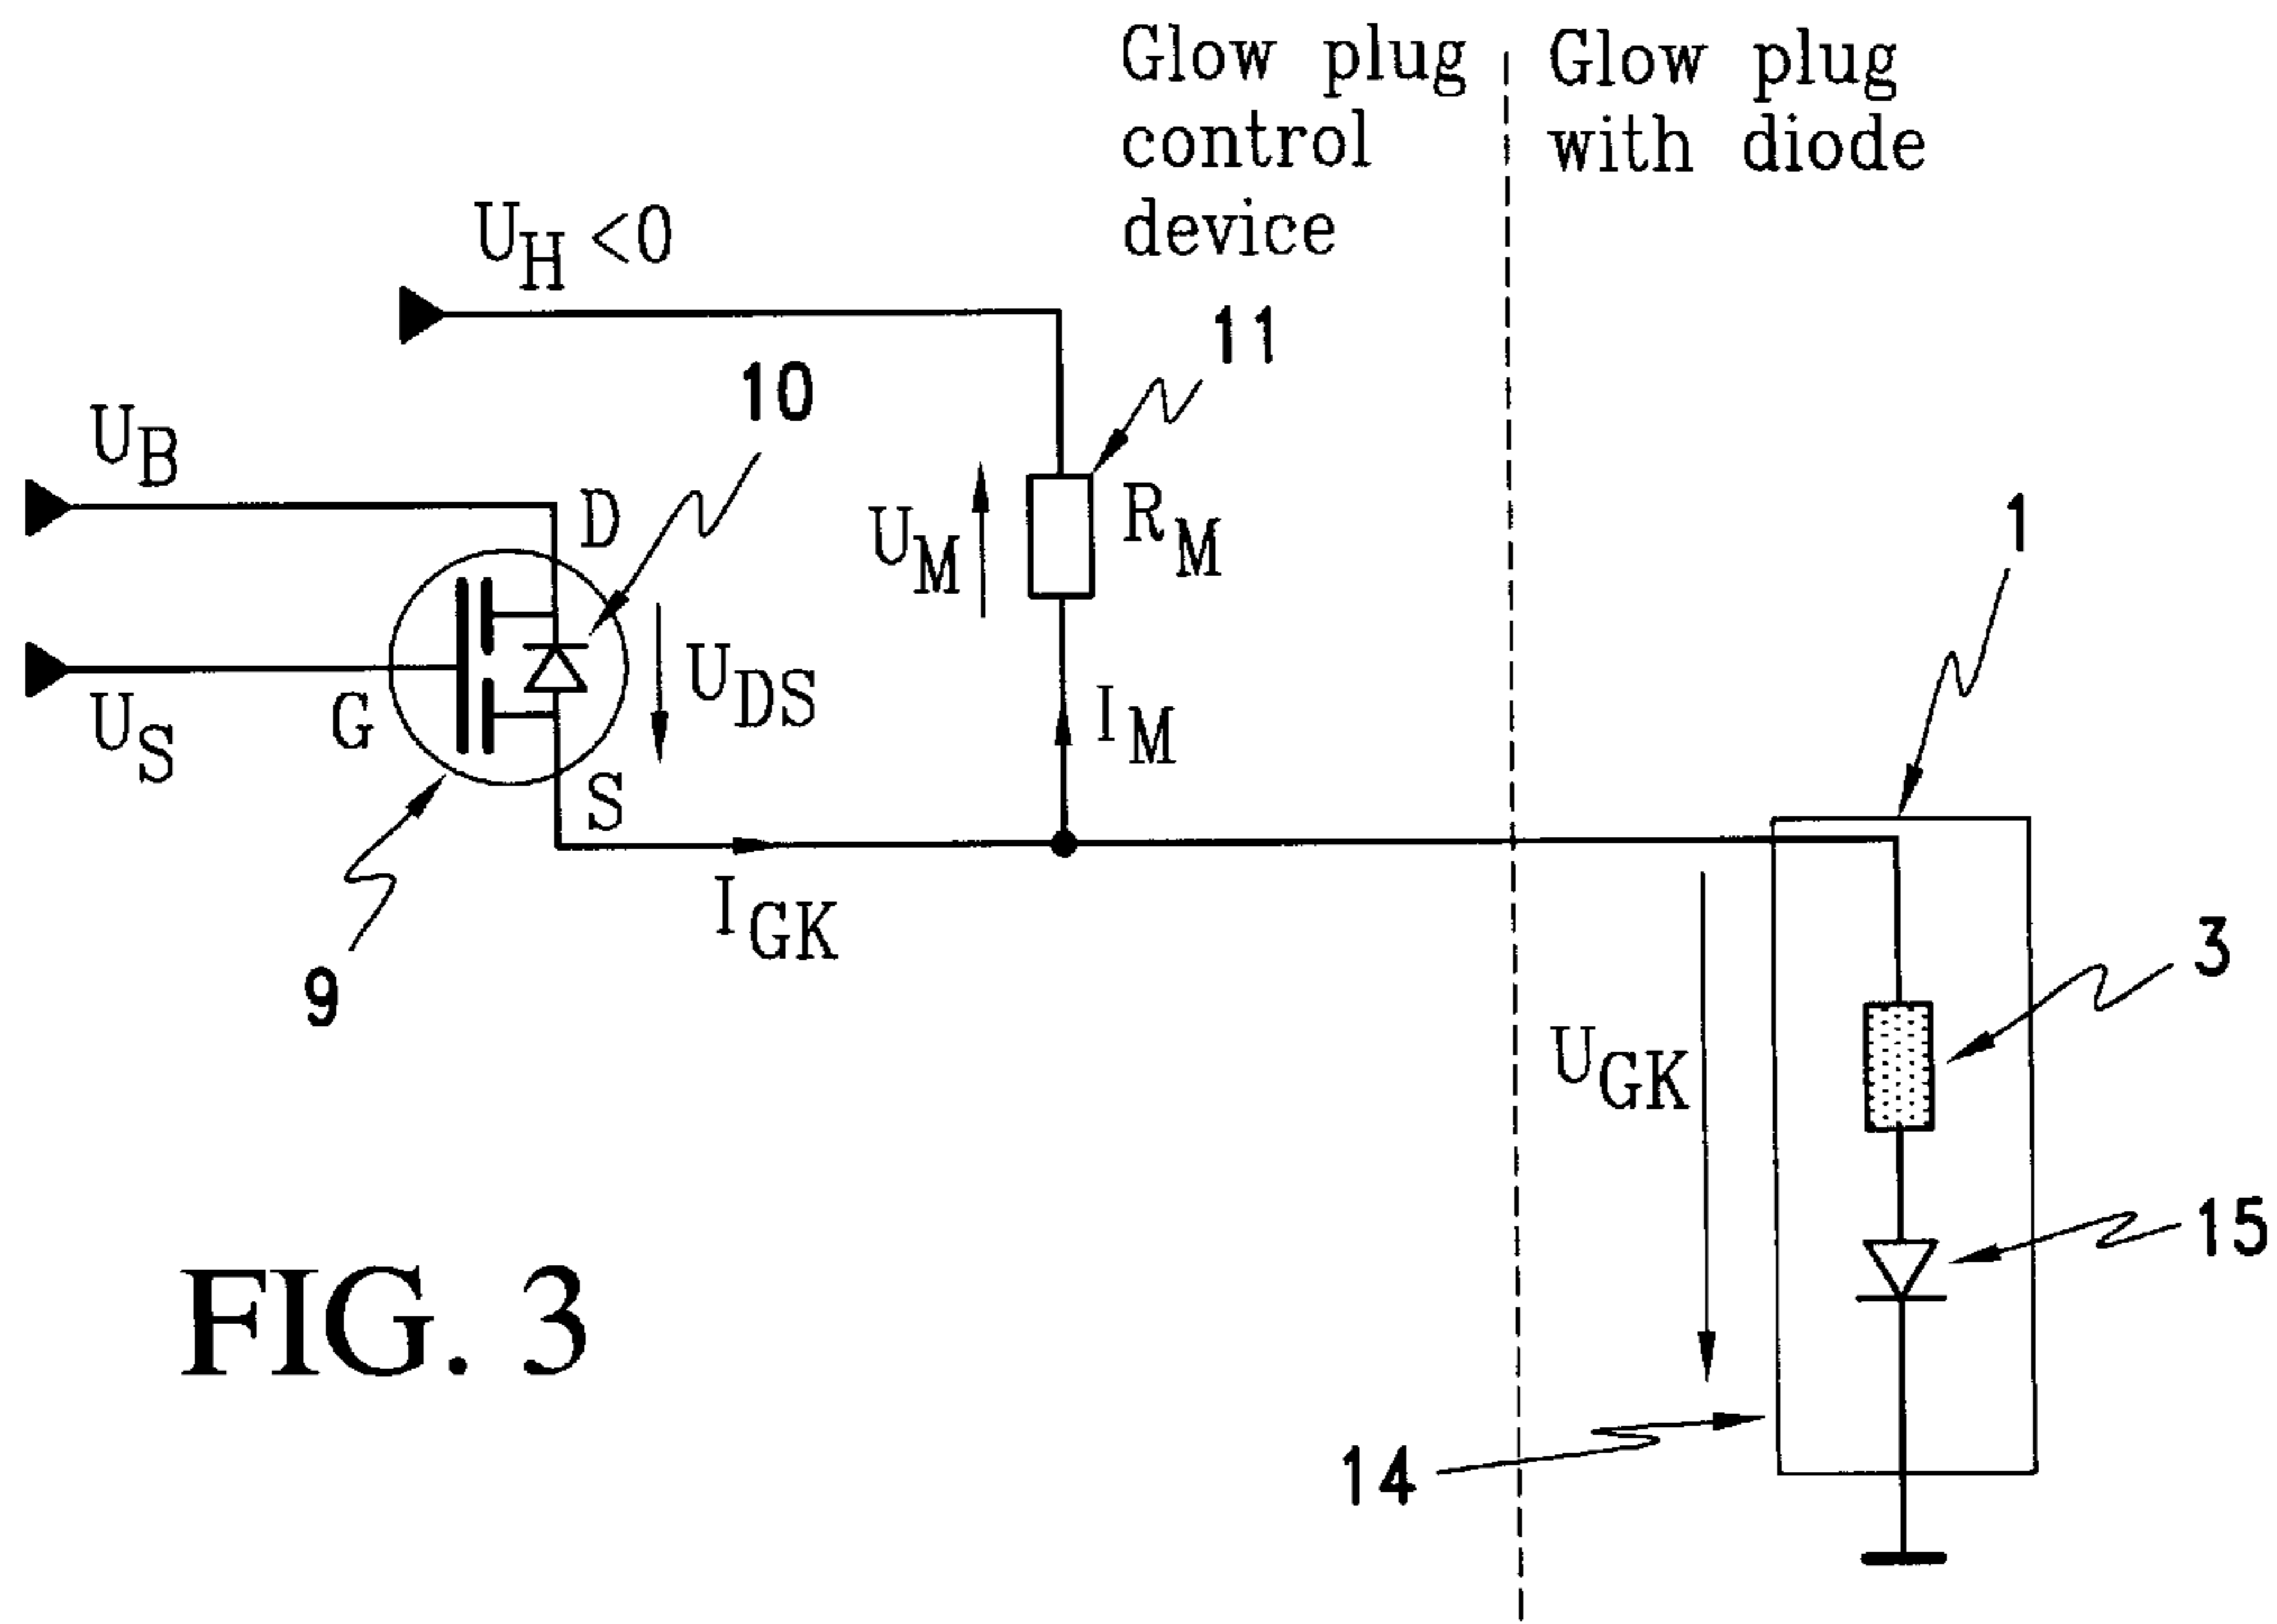 Glow plug
control
device
Glow plug
with diode
U_H <0
11
10
U_B
D
U_M
R_M
1
U_DS
G
U_S
I_M
S
I_GK
9
3
U_GK
15
14
FIG. 3